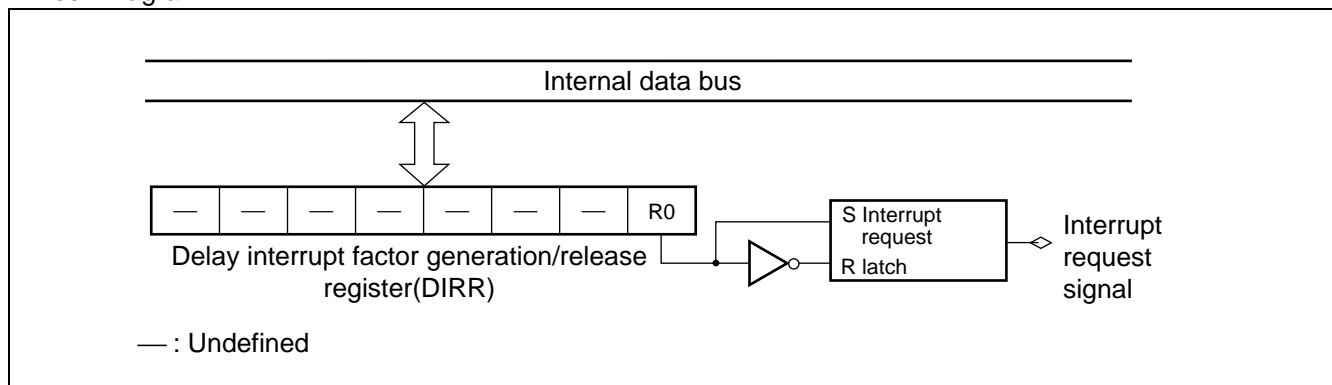 Internal data bus
— — — — — — — R0
Delay interrupt factor generation/release
register(DIRR)
S Interrupt
request
R latch
Interrupt
request
signal
— : Undefined